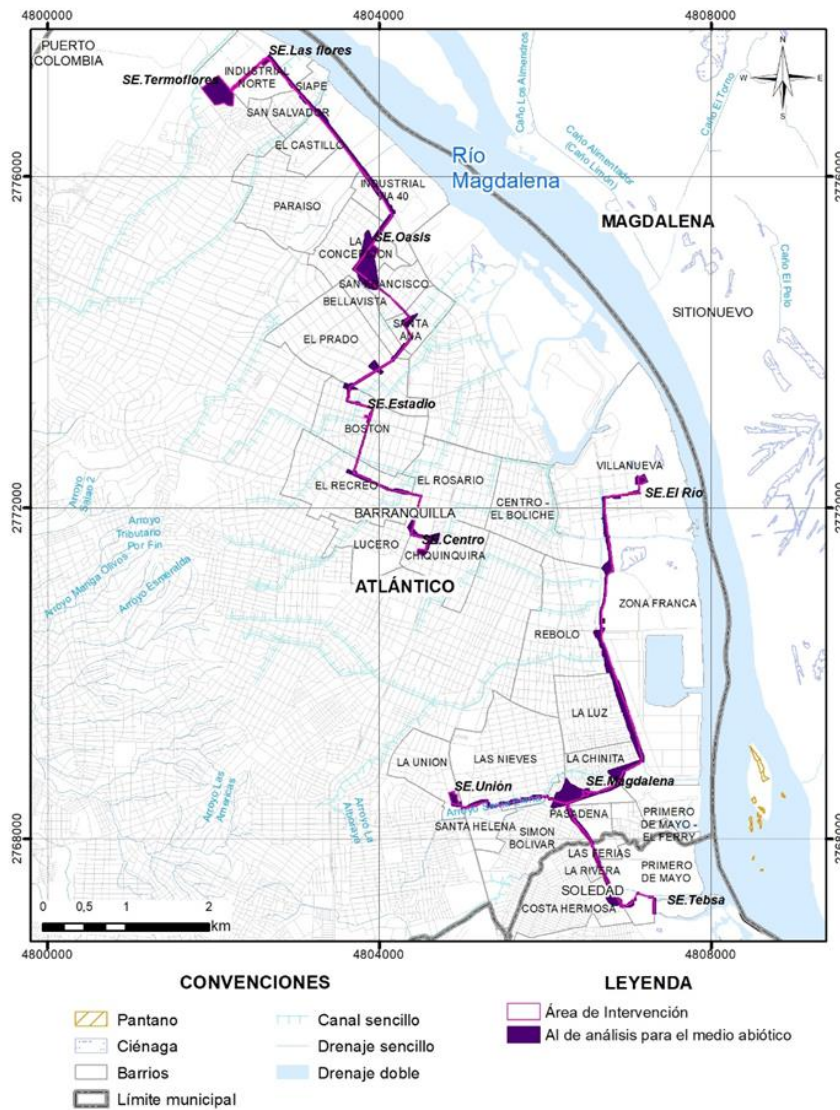 4800000
4804000
4808000
PUERTO
COLOMBIA
SE.Las flores
N
W
E
S
SE.Termoflores
INDUSTRIAL
NORTE
SIAPE
SAN SALVADOR
EL CASTILLO
Caño Los Almendros
Caño El Torno
Caño Alimentador
(Caño Limón)
Río
Magdalena
2776000
2776000
INDUSTRIAL
VIA 40
PARAISO
MAGDALENA
SE.Oasis
LA
CONCEPCION
Caño El Pelo
SAN FRANCISCO
BELLAVISTA
SITIONUEVO
SANTA
ANA
EL PRADO
SE.Estadio
BOSTON
VILLANUEVA
EL RECREO
EL ROSARIO
SE.El Río
Arroyo
Salao 2
CENTRO -
EL BOLICHE
2772000
2772000
BARRANQUILLA
Arroyo
Tributario
Por Fin
LUCERO
SE.Centro
CHIQUINQUIRA
Arroyo Manga Olivos
Arroyo Esmeralda
ATLÁNTICO
ZONA FRANCA
REBOLO
LA LUZ
LA UNIÓN
LAS NIEVES
LA CHINITA
SE.Unión
SE.Magdalena
Arroyo Las
Americas
Arroyo La
SANTA HELENA
PASADENA
SIMON
BOLIVAR
PRIMERO
DE MAYO -
EL FERRY
2768000
2768000
LAS FERIAS
LA RIVERA
PRIMERO
DE MAYO
SOLEDAD
COSTA HERMOSA
SE.Tebsa
0 0,5 1 2
km
4800000
4804000
4808000
CONVENCIONES
Pantano
Ciénaga
Barrios
Límite municipal
Canal sencillo
Drenaje sencillo
Drenaje doble
LEYENDA
Área de Intervención
AI de análisis para el medio abiótico